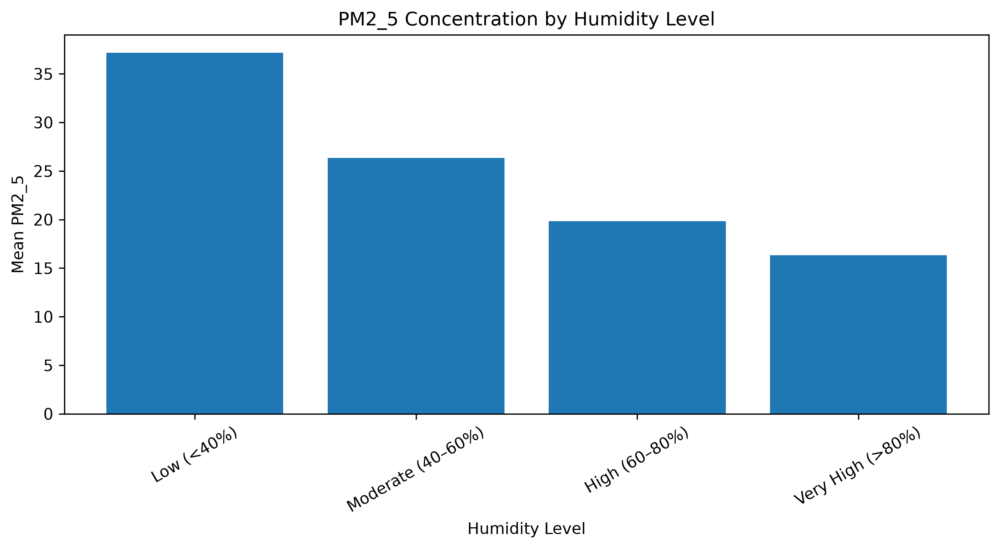 PM2_5 Concentration by Humidity Level
Mean PM2_5
35
30
25
20
15
10
5
0
Low (<40%)
Moderate (40–60%)
High (60–80%)
Very High (>80%)
Humidity Level